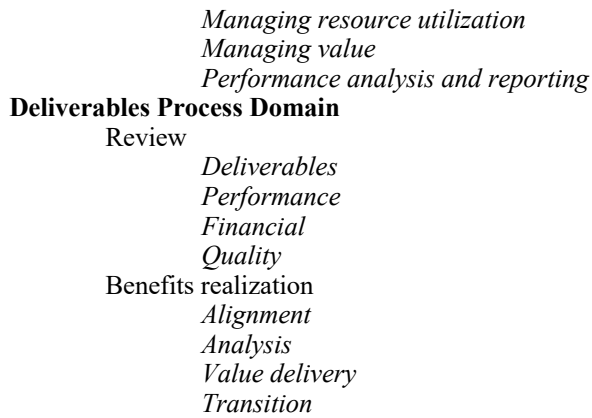 Managing resource utilization
Managing value
Performance analysis and reporting
Deliverables Process Domain
Review
Deliverables
Performance
Financial
Quality
Benefits realization
Alignment
Analysis
Value delivery
Transition